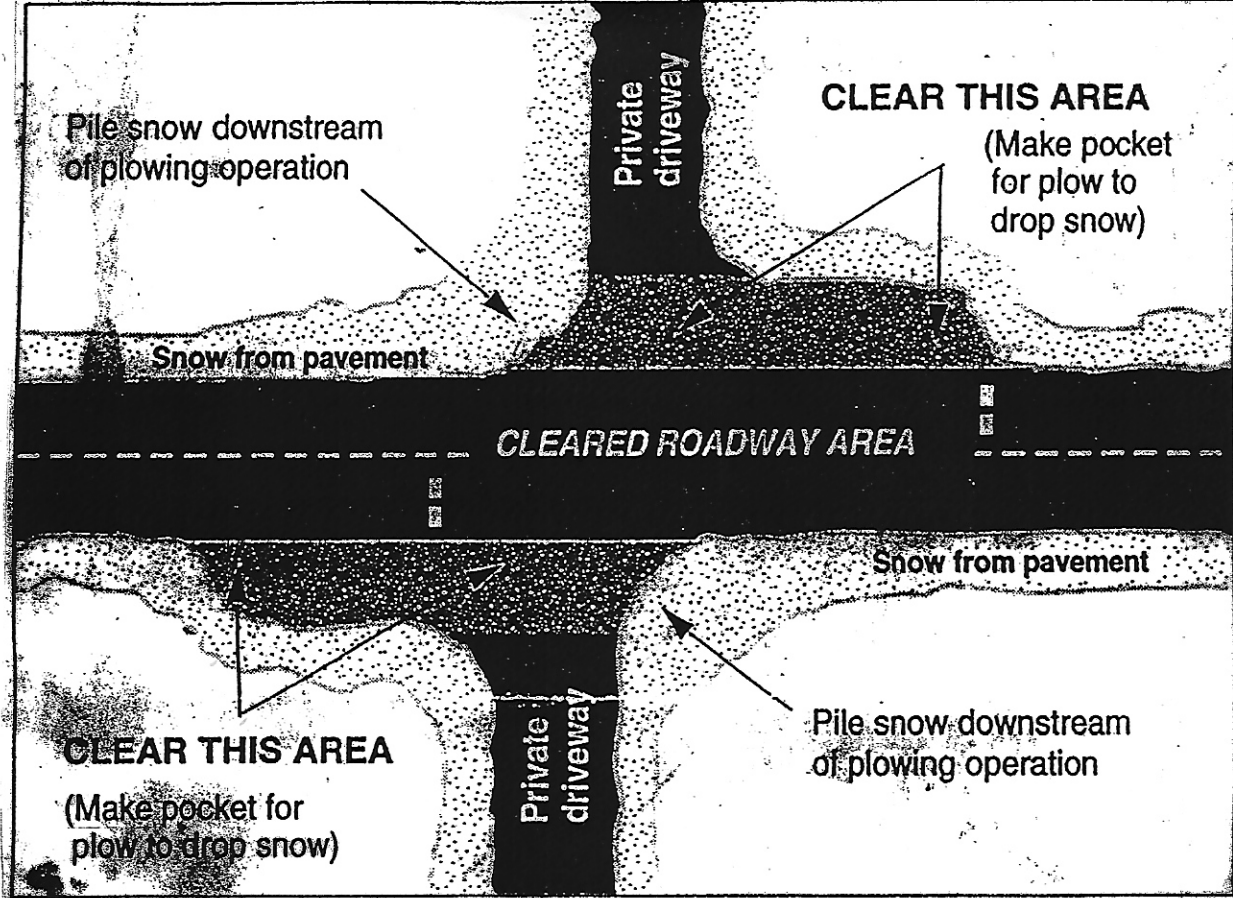 Pile snow downstream
of plowing operation
Private
driveway
CLEAR THIS AREA
(Make pocket
for plow to
drop snow)
Snow from pavement
CLEARED ROADWAY AREA
Snow from pavement
CLEAR THIS AREA
(Make pocket for
plow to drop snow)
Private
driveway
Pile snow downstream
of plowing operation